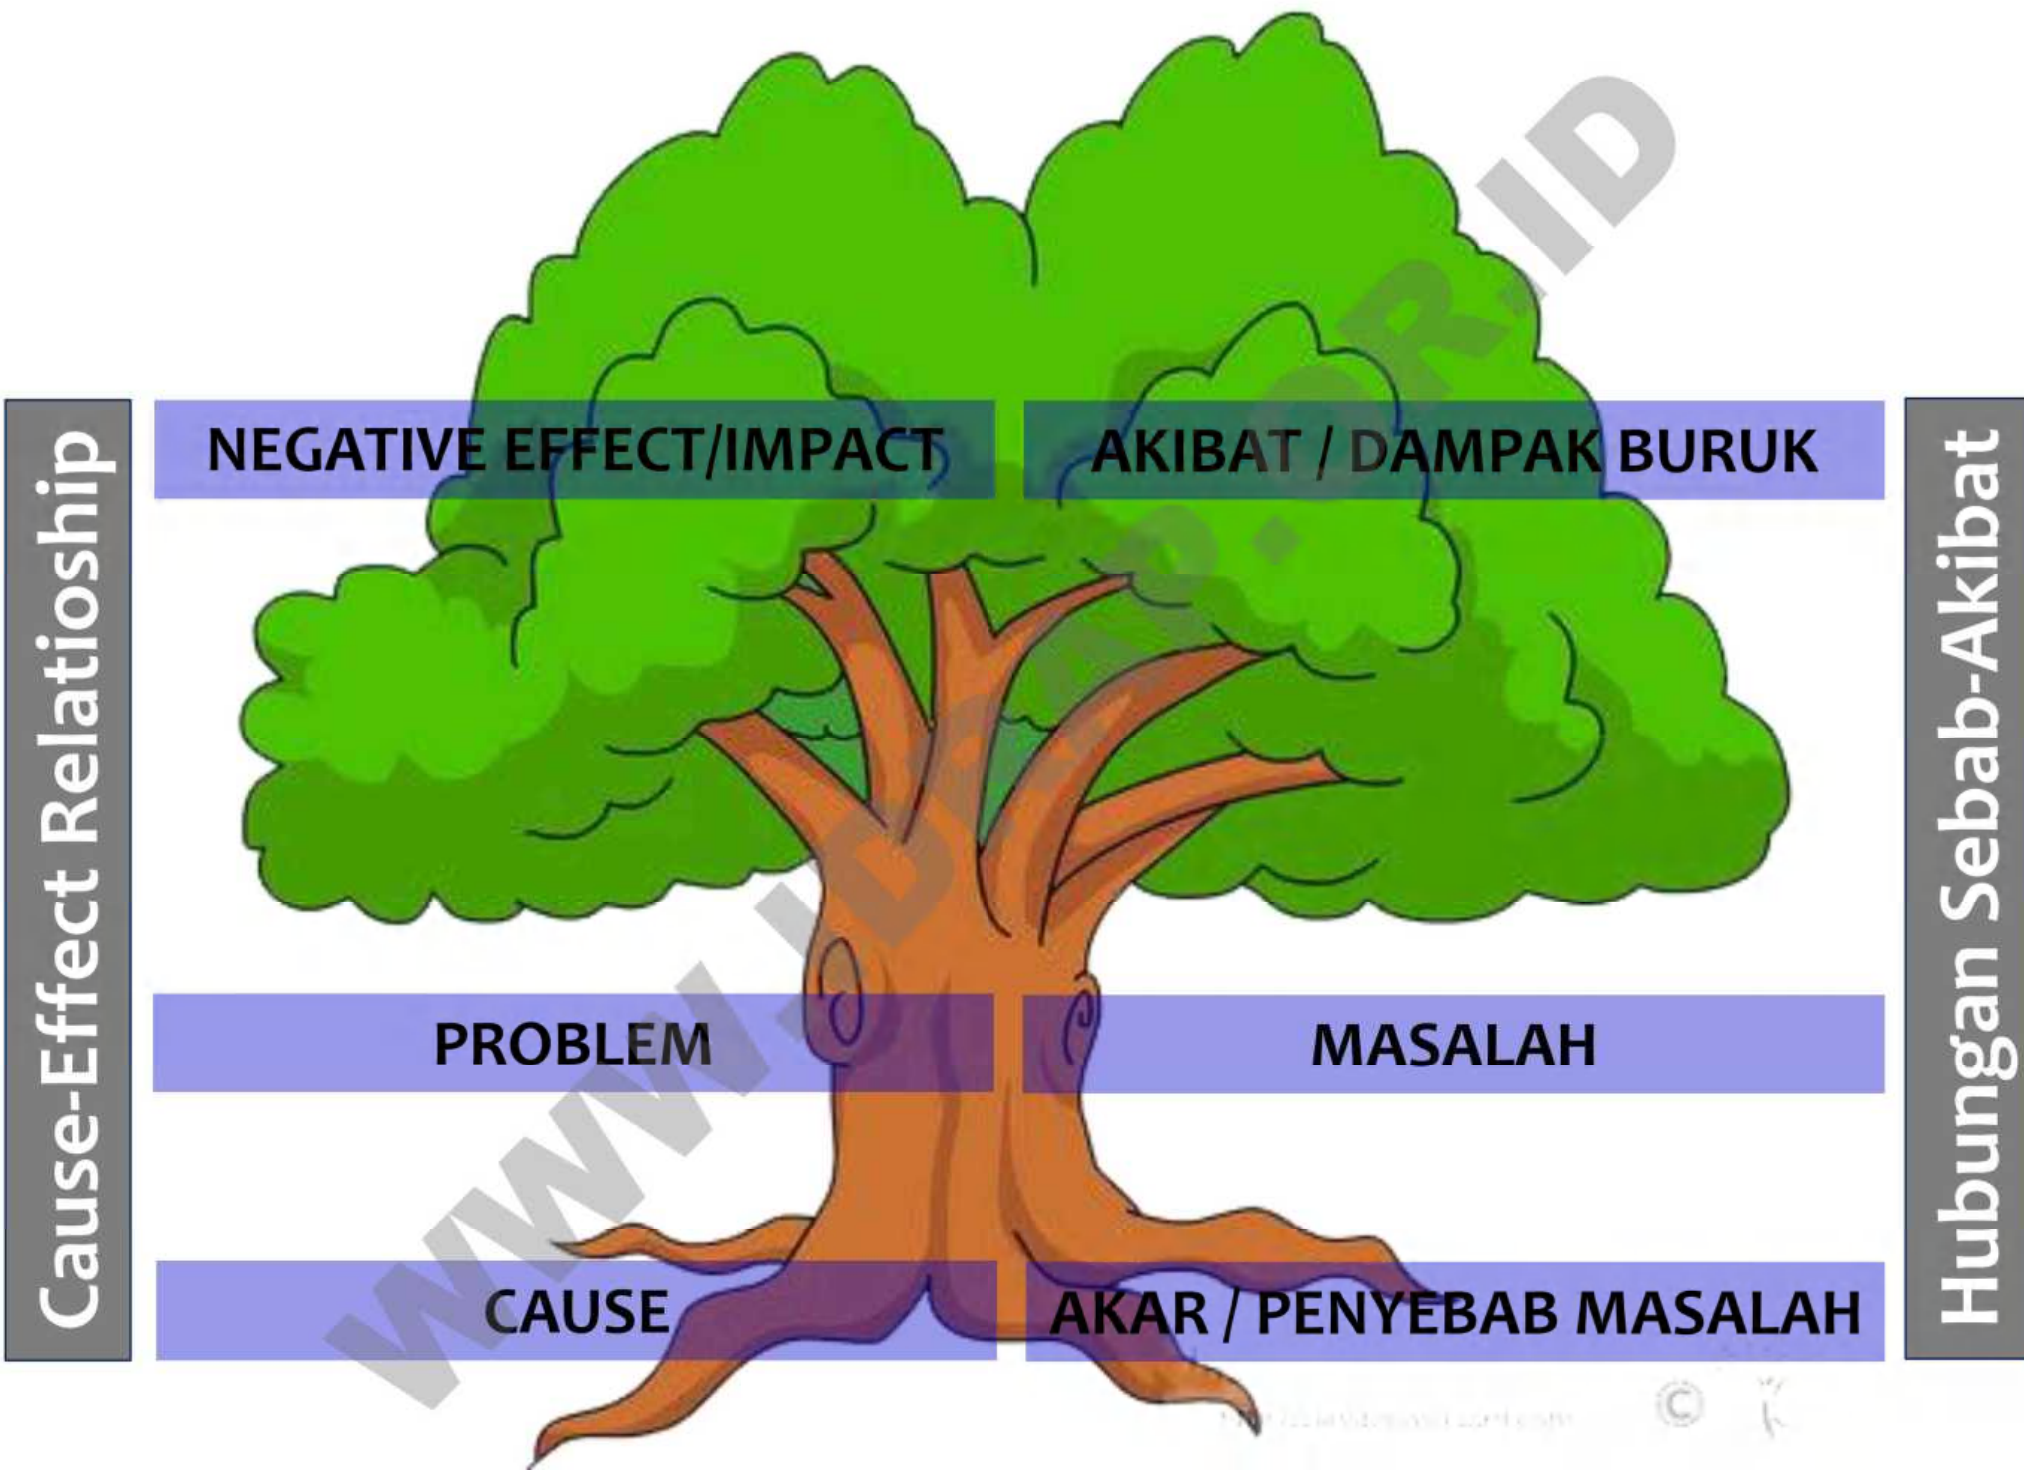 Cause-Effect Relatioship
NEGATIVE EFFECT/IMPACT
AKIBAT / DAMPAK BURUK
PROBLEM
MASALAH
CAUSE
AKAR / PENYEBAB MASALAH
Hubungan Sebab-Akibat
©